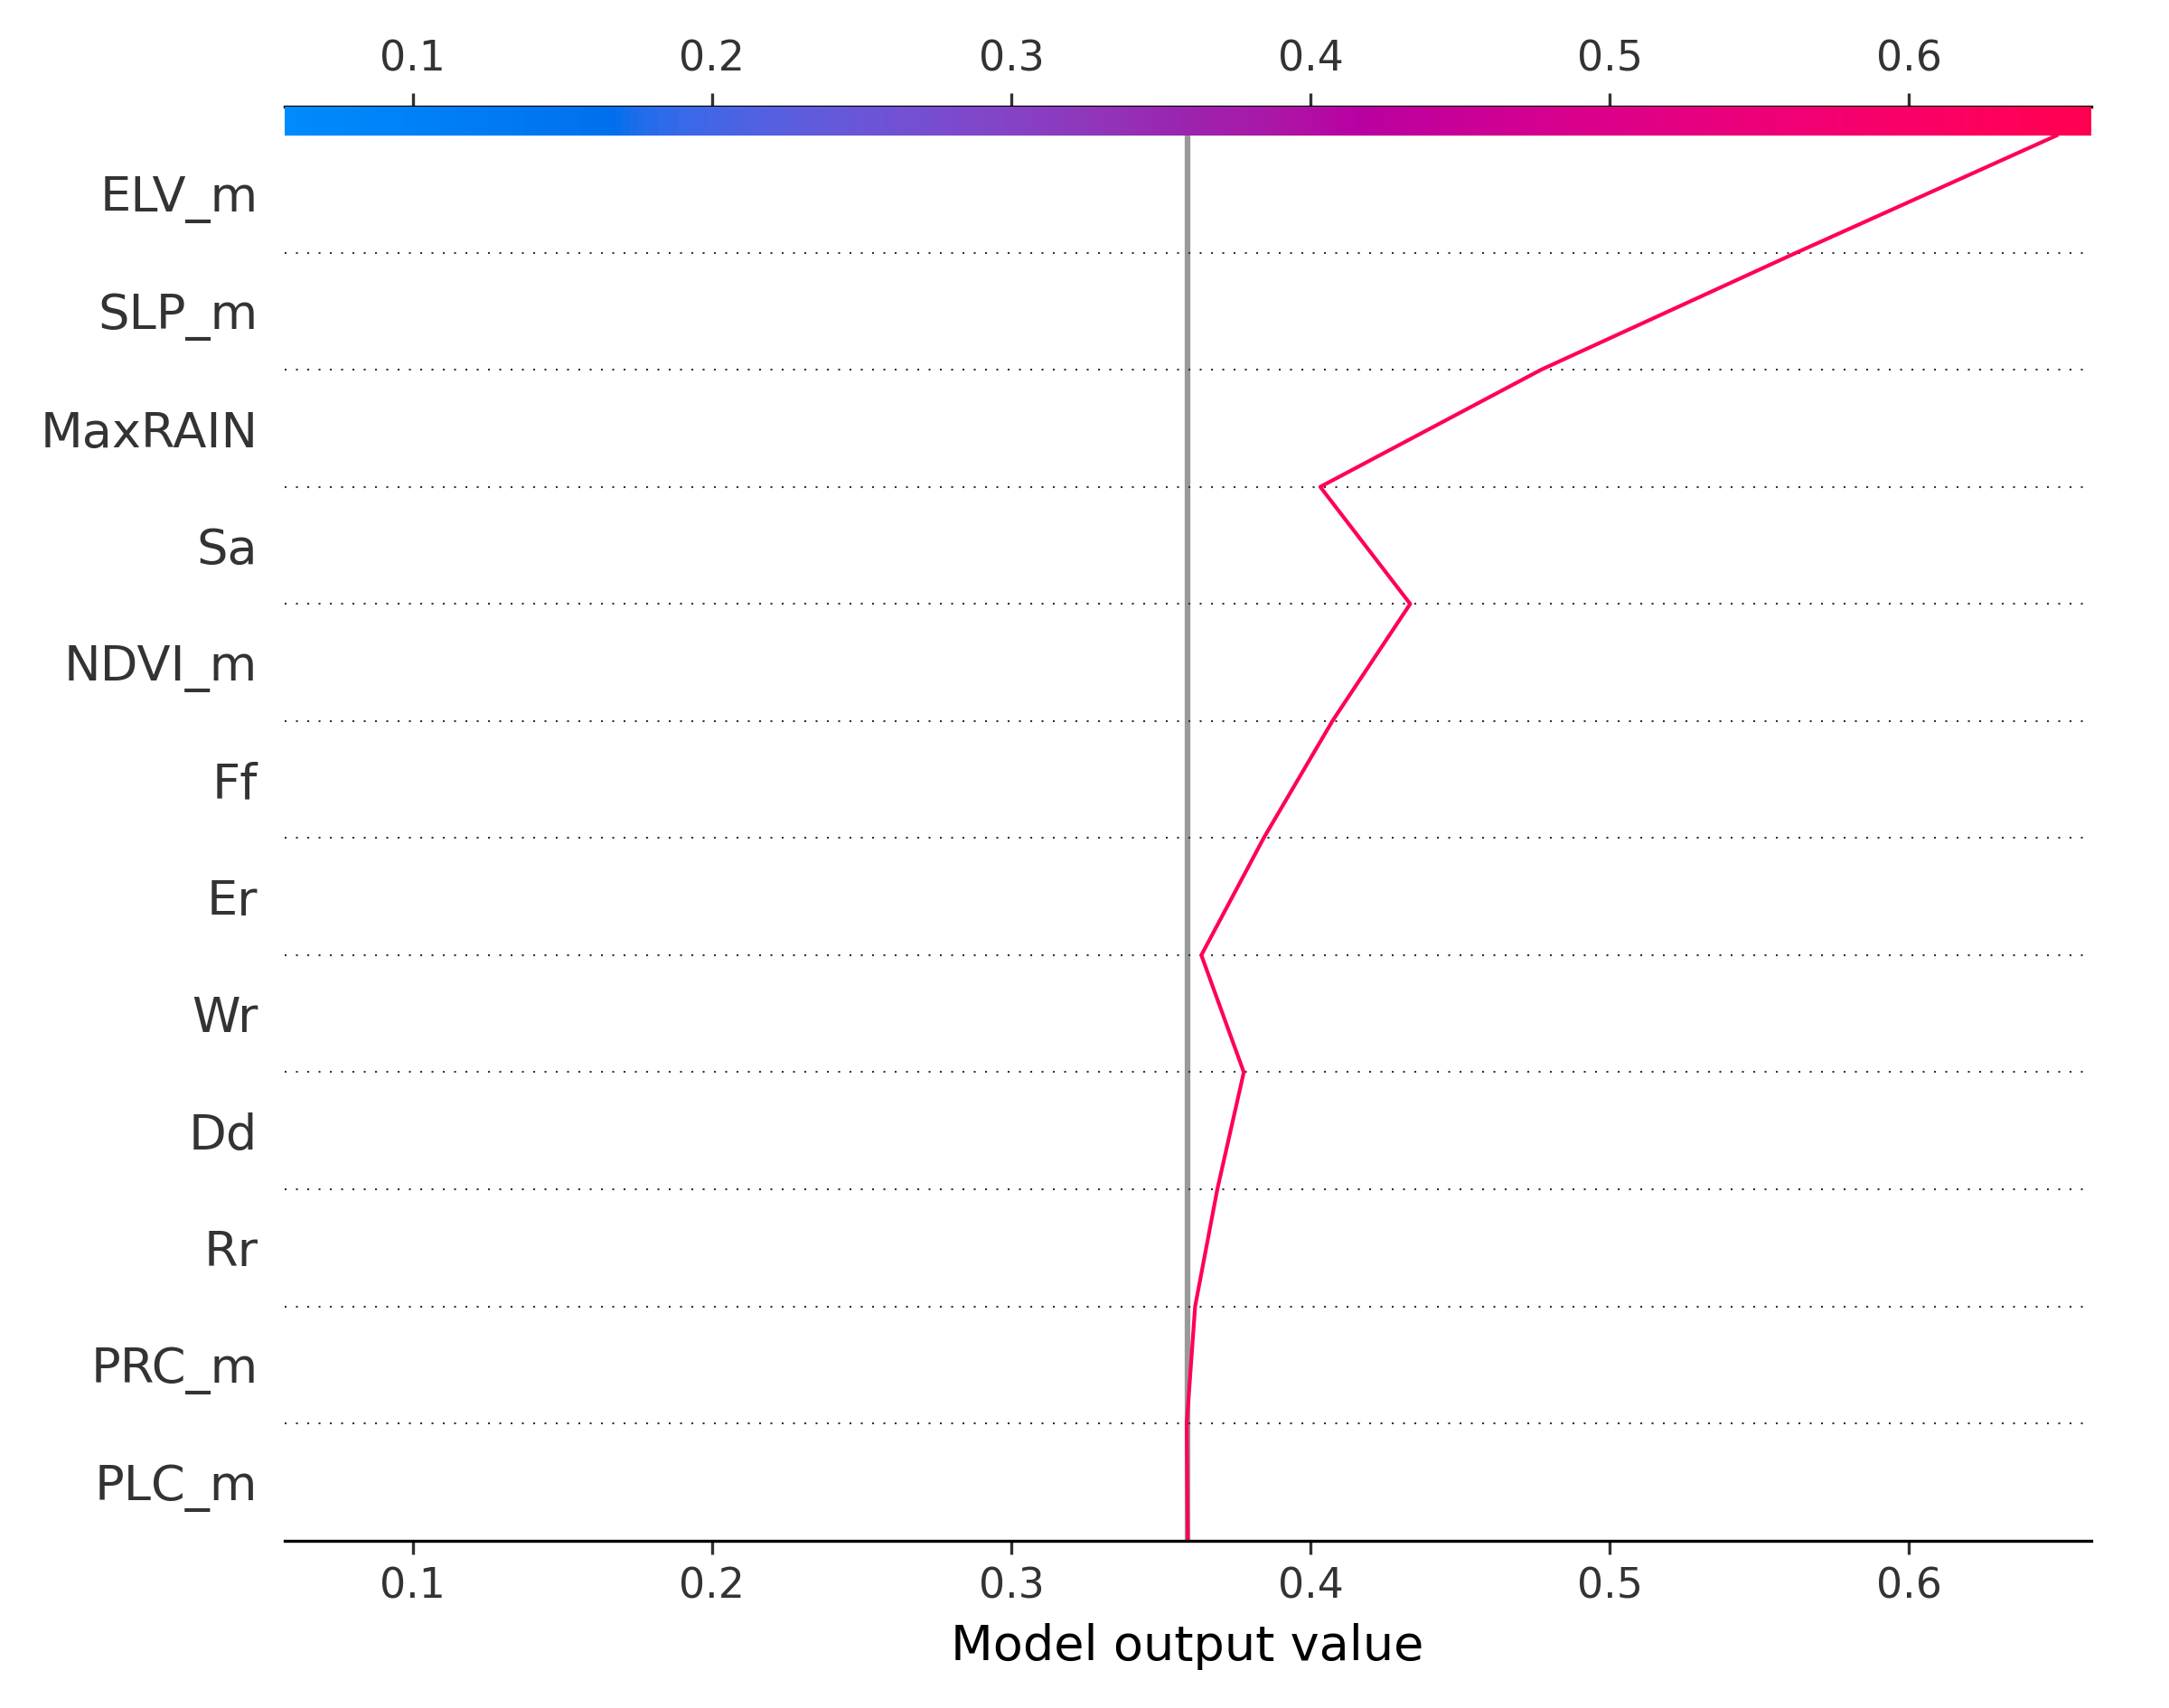 0.1 0.2 0.3 0.4 0.5 0.6
ELV_m
SLP_m
MaxRAIN
Sa
NDVI_m
Ff
Er
Wr
Dd
Rr
PRC_m
PLC_m
0.1 0.2 0.3 0.4 0.5 0.6
Model output value